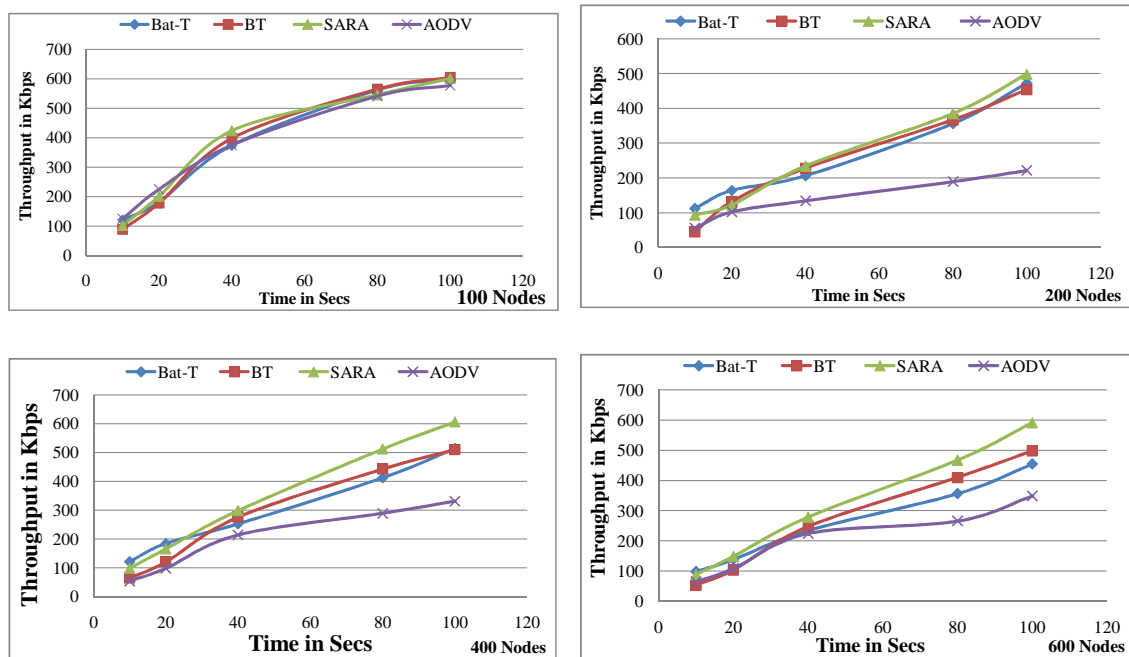 Bat-T BT SARA AODV
Throughput in Kbps
700
600
500
400
300
200
100
0
0 20 40 60 80 100 120
Time in Secs
100 Nodes
Bat-T BT SARA AODV
Throughput in Kbps
600
500
400
300
200
100
0
0 20 40 60 80 100 120
Time in Secs
200 Nodes
Bat-T BT SARA AODV
Throughput in Kbps
700
600
500
400
300
200
100
0
0 20 40 60 80 100 120
Time in Secs
400 Nodes
Bat-T BT SARA AODV
Throughput in Kbps
700
600
500
400
300
200
100
0
0 20 40 60 80 100 120
Time in Secs
600 Nodes